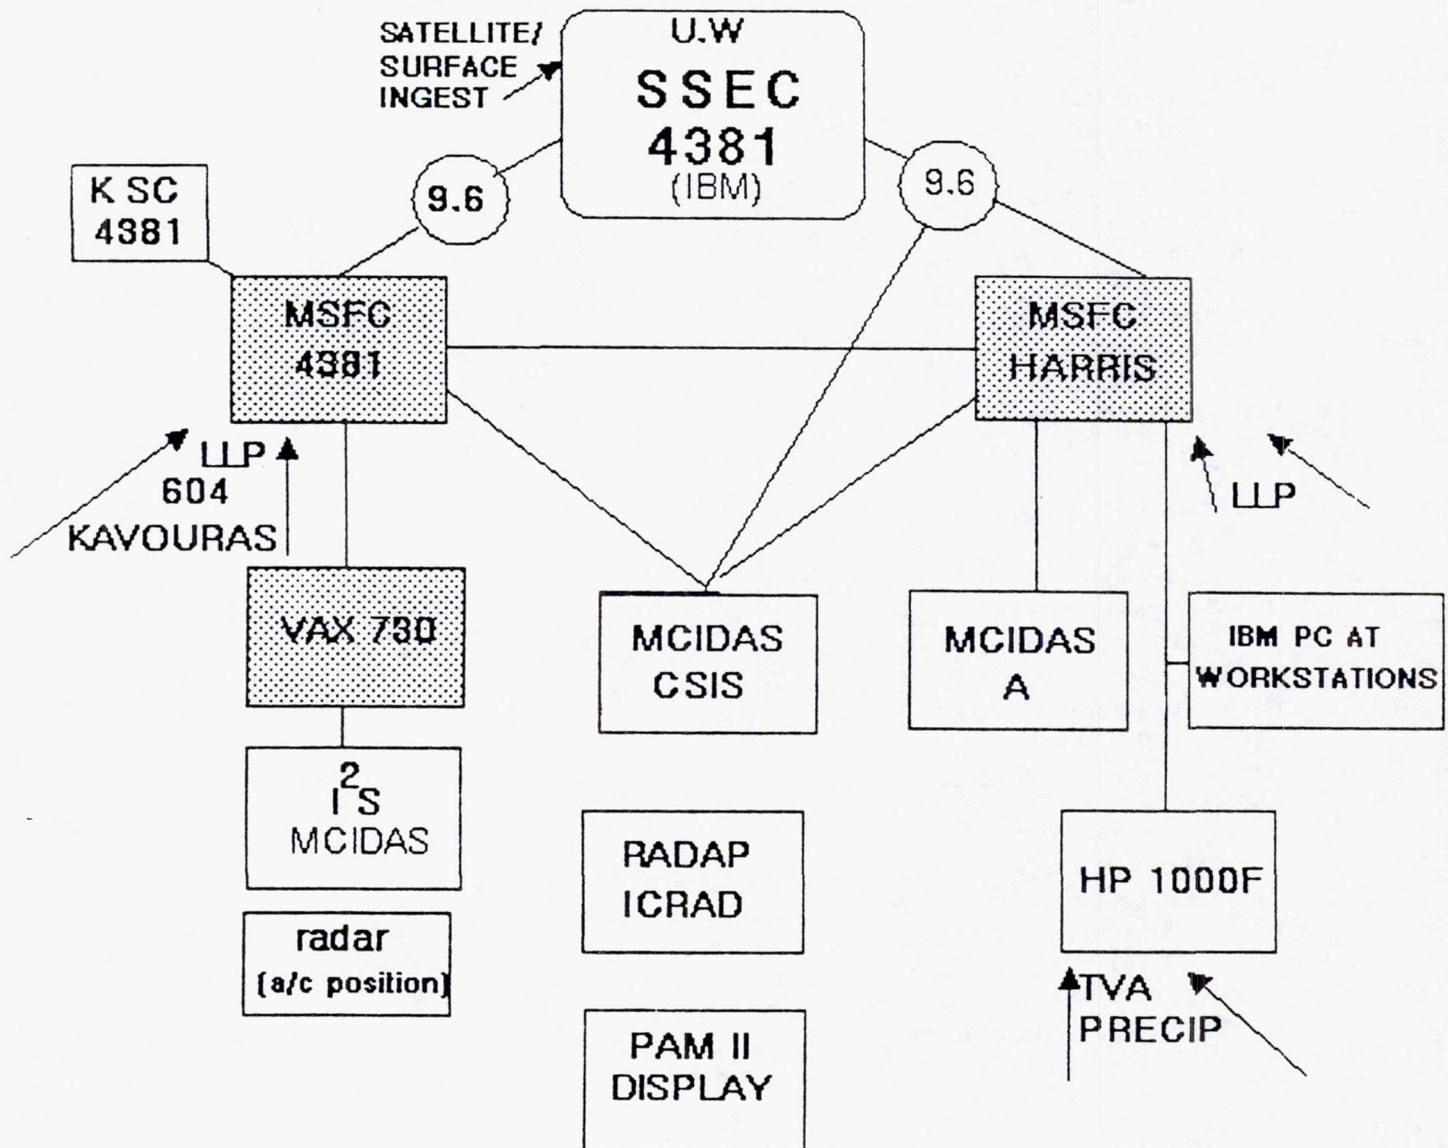 SATELLITE/
SURFACE
INGEST
U.W
SSEC
4381
(IBM)
9.6
9.6
K SC
4381
MSFC
4381
MSFC
HARRIS
LLP
604
KAVOURAS
LLP
VAX 730
MCIDAS
CSIS
MCIDAS
A
IBM PC AT
WORKSTATIONS
I²S
MCIDAS
RADAP
ICRAD
HP 1000F
radar
(a/c position)
TVA
PRECIP
PAM II
DISPLAY